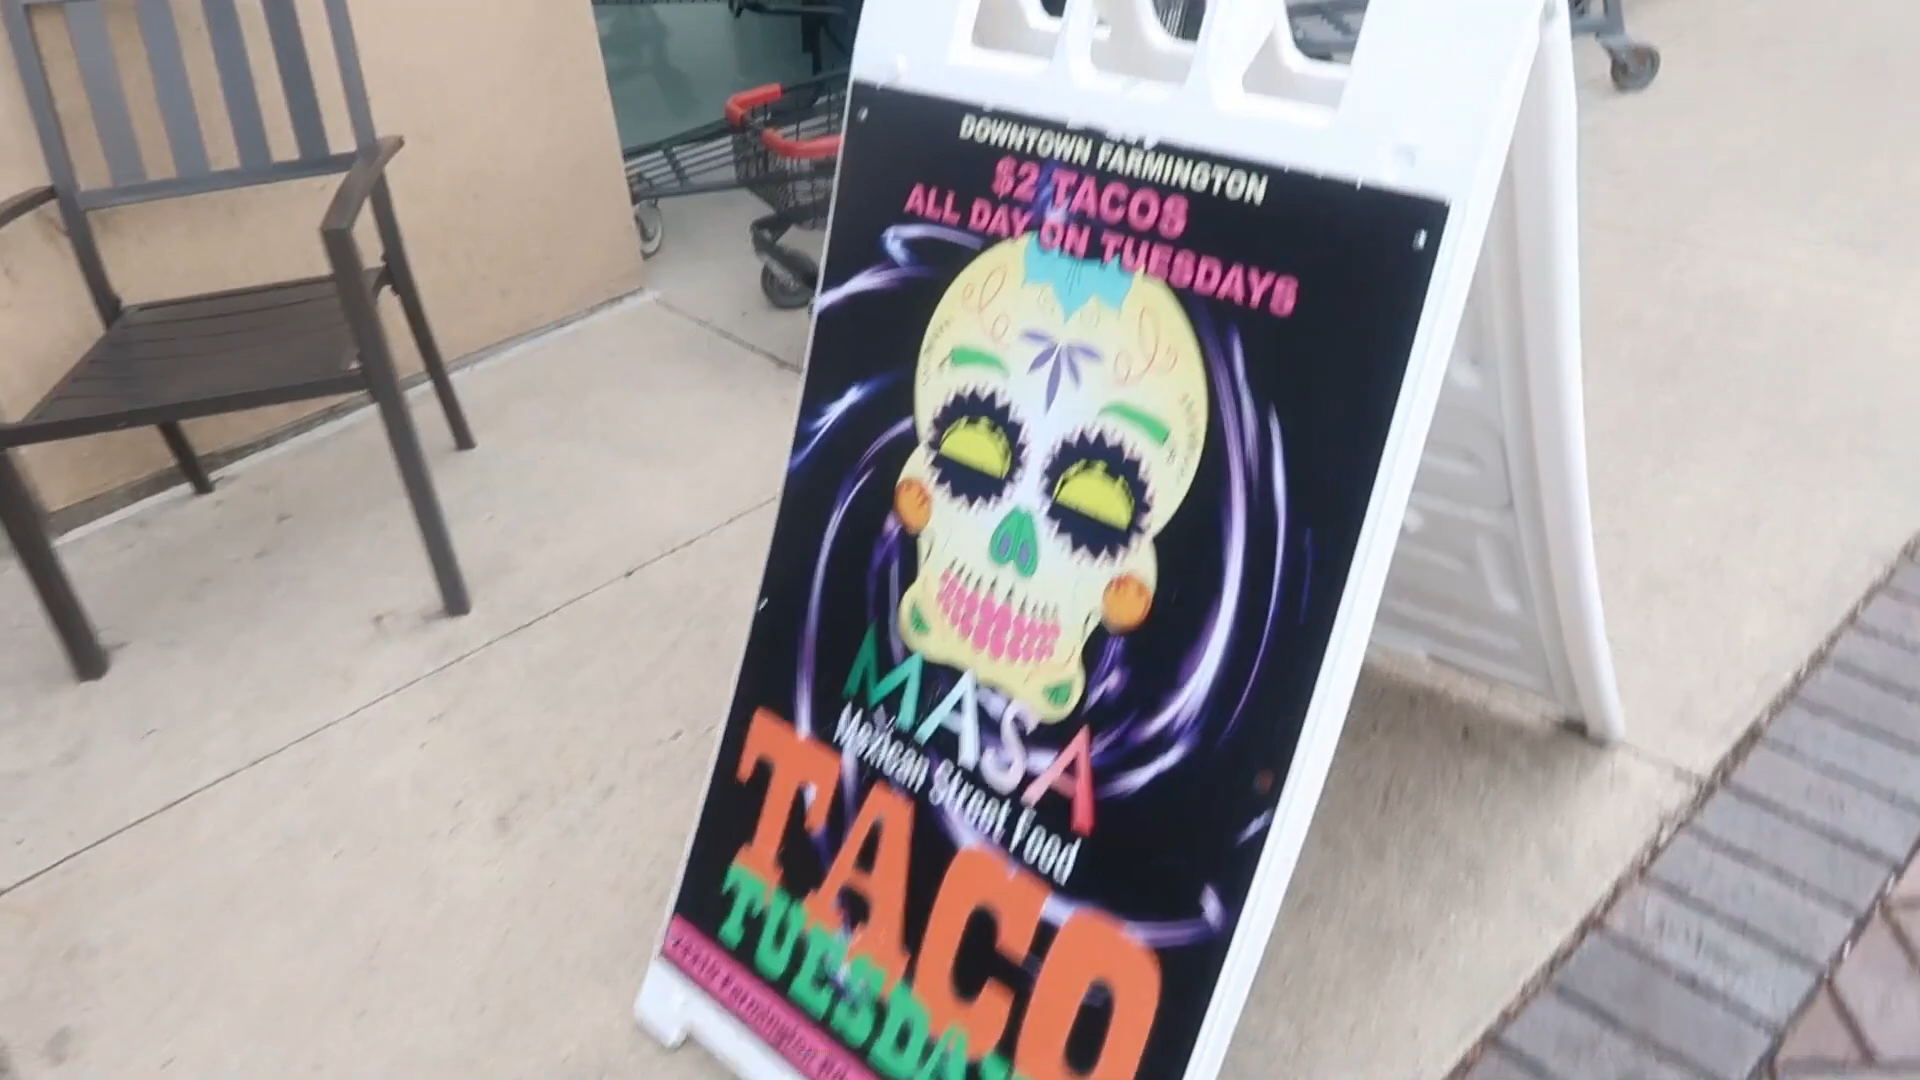 DOWNTOWN FARMINGTON
$2 TACOS
ALL DAY ON TUESDAYS
MASA
Mexican Street Food
TACO
TUESDAY